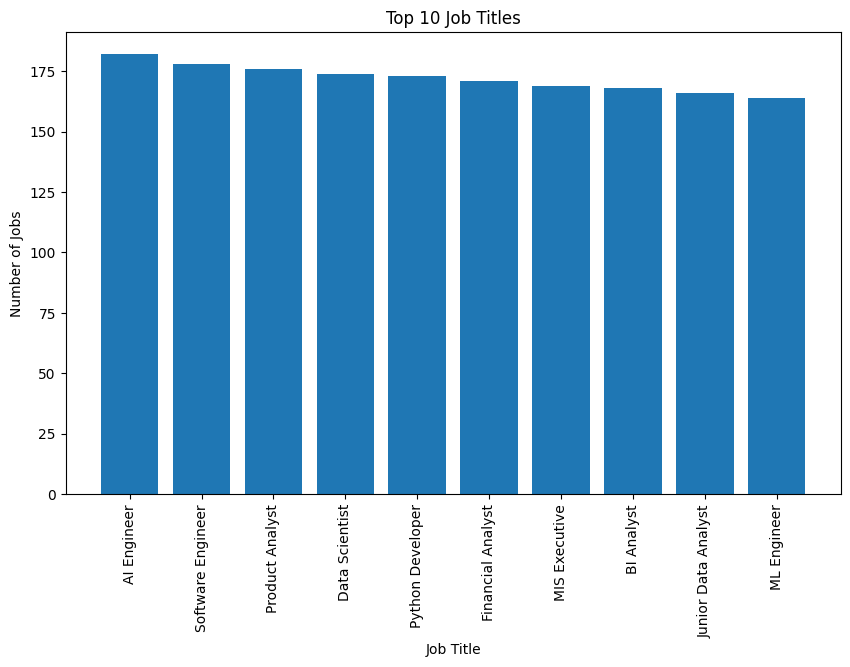 Top 10 Job Titles
Number of Jobs
175
150
125
100
75
50
25
0
AI Engineer
Software Engineer
Product Analyst
Data Scientist
Python Developer
Financial Analyst
MIS Executive
BI Analyst
Junior Data Analyst
ML Engineer
Job Title